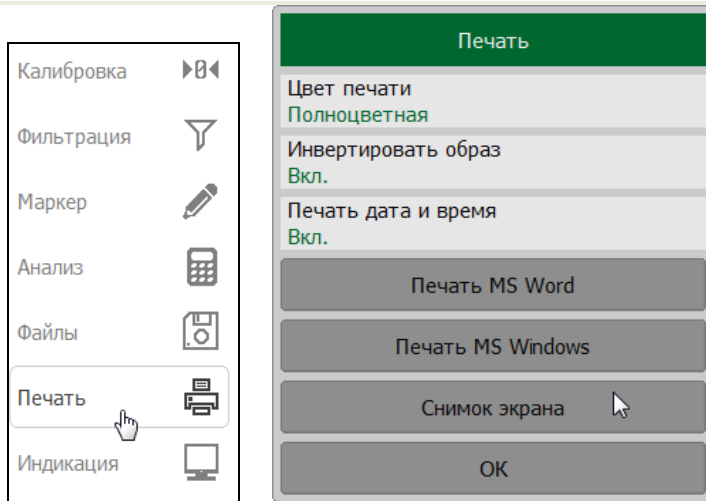 Калибровка
Фильтрация
Маркер
Анализ
Файлы
Печать
Индикация
Печать
Цвет печати
Полноцветная
Инвертировать образ
Вкл.
Печать дата и время
Вкл.
Печать MS Word
Печать MS Windows
Снимок экрана
ОК